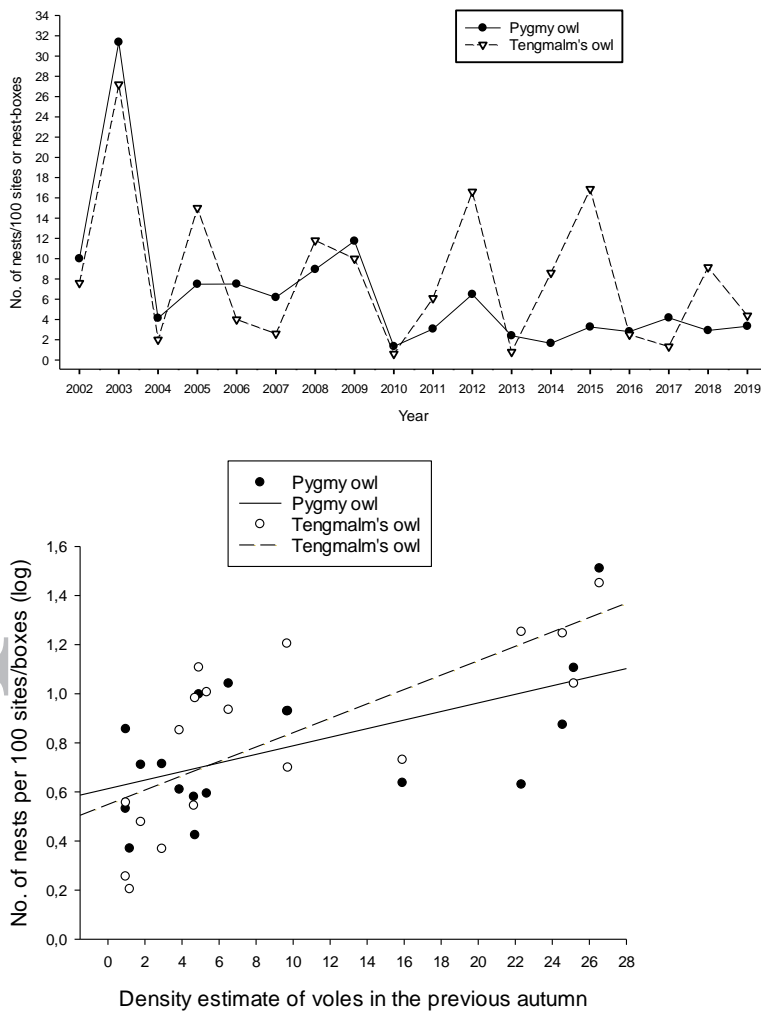 34
32
30
28
26
24
22
20
18
16
14
12
10
8
6
4
2
0
No. of nests/100 sites or nest-boxes
Pygmy owl
Tengmalm's owl
2002 2003 2004 2005 2006 2007 2008 2009 2010 2011 2012 2013 2014 2015 2016 2017 2018 2019
Year
Pygmy owl
Pygmy owl
Tengmalm's owl
Tengmalm's owl
1,6
1,4
1,2
1,0
0,8
0,6
0,4
0,2
0,0
No. of nests per 100 sites/boxes (log)
0 2 4 6 8 10 12 14 16 18 20 22 24 26 28
Density estimate of voles in the previous autumn